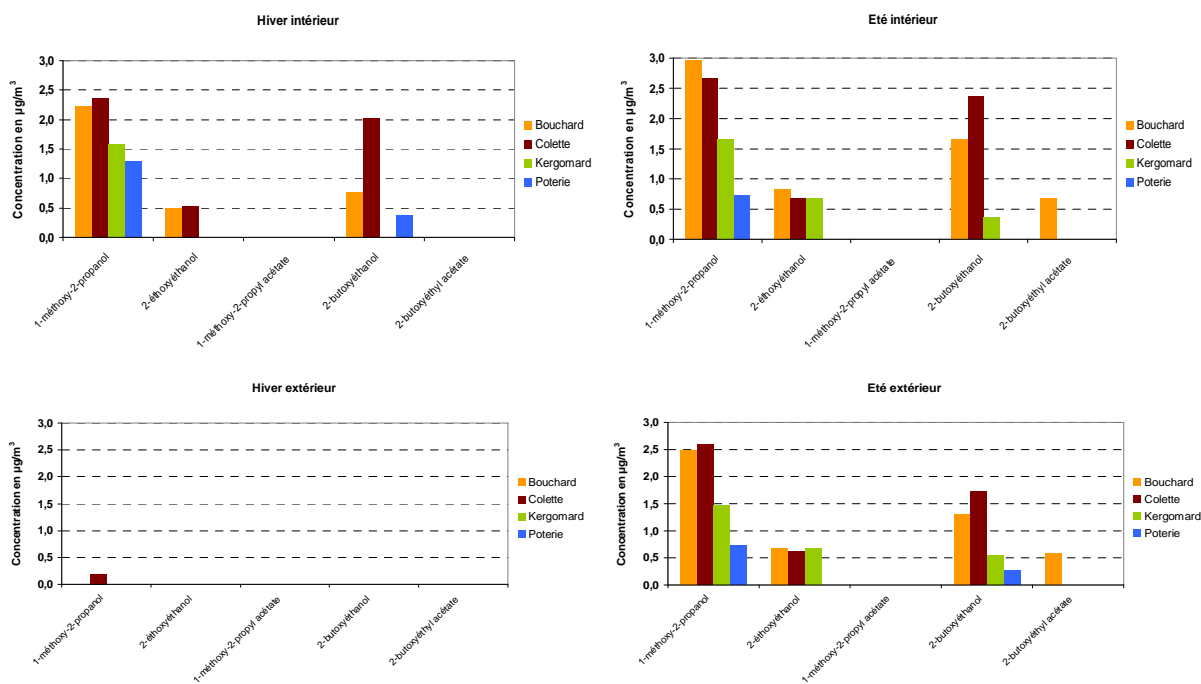 Hiver intérieur
Concentration en µg/m³
3,0
2,5
2,0
1,5
1,0
0,5
0,0
1-méthoxy-2-propanol
2-éthoxyéthanol
1-méthoxy-2-propyl acétate
2-butoxyéthanol
2-butoxyéthyl acétate
Bouchard
Colette
Kergomard
Poterie
Eté intérieur
Concentration en µg/m³
3,0
2,5
2,0
1,5
1,0
0,5
0,0
1-méthoxy-2-propanol
2-éthoxyéthanol
1-méthoxy-2-propyl acétate
2-butoxyéthanol
2-butoxyéthyl acétate
Bouchard
Colette
Kergomard
Poterie
Hiver extérieur
Concentration en µg/m³
3,0
2,5
2,0
1,5
1,0
0,5
0,0
1-méthoxy-2-propanol
2-éthoxyéthanol
1-méthoxy-2-propyl acétate
2-butoxyéthanol
2-butoxyéthyl acétate
Bouchard
Colette
Kergomard
Poterie
Eté extérieur
Concentration en µg/m³
3,0
2,5
2,0
1,5
1,0
0,5
0,0
1-méthoxy-2-propanol
2-éthoxyéthanol
1-méthoxy-2-propyl acétate
2-butoxyéthanol
2-butoxyéthyl acétate
Bouchard
Colette
Kergomard
Poterie